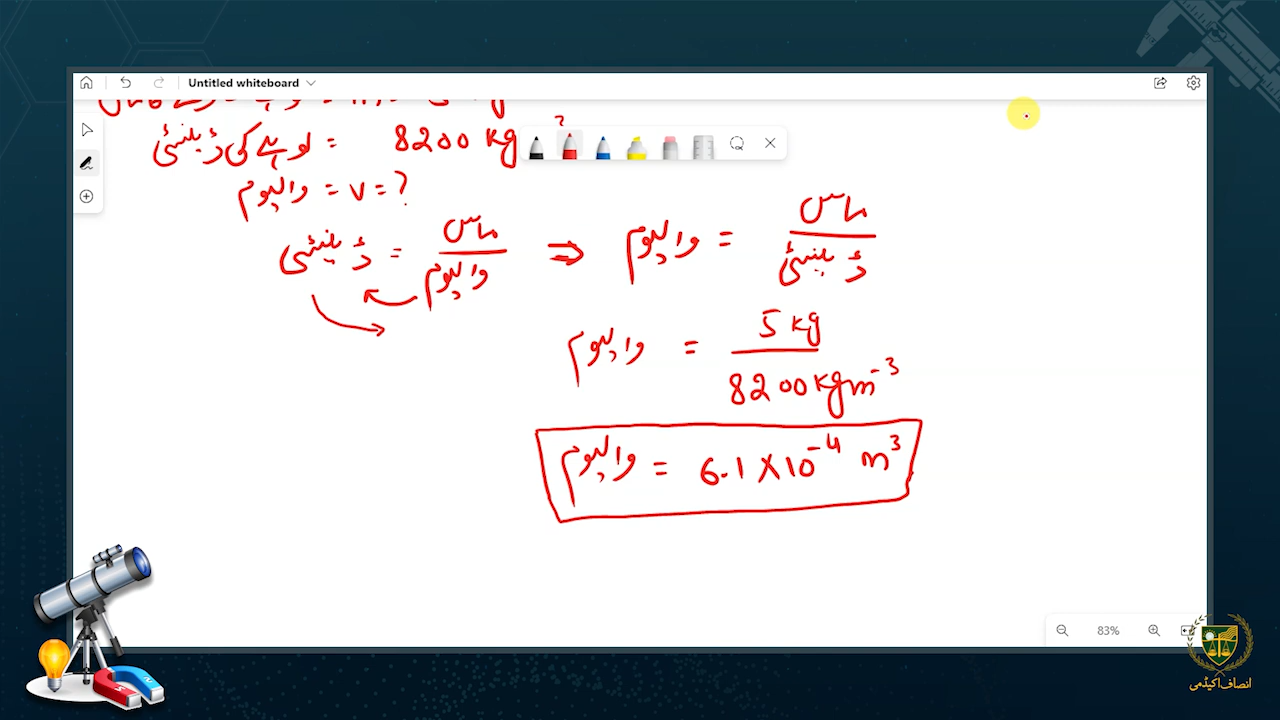 Untitled whiteboard
لوہے کی ڈینسٹی = 8200 kg
والیوم = V = ?
ڈینسٹی = ماس / والیوم ⇒ والیوم = ماس / ڈینسٹی
والیوم = 5 kg / 8200 kgm⁻³
والیوم = 6.1 × 10⁻⁴ m³
83%
انصاف اکیڈمی